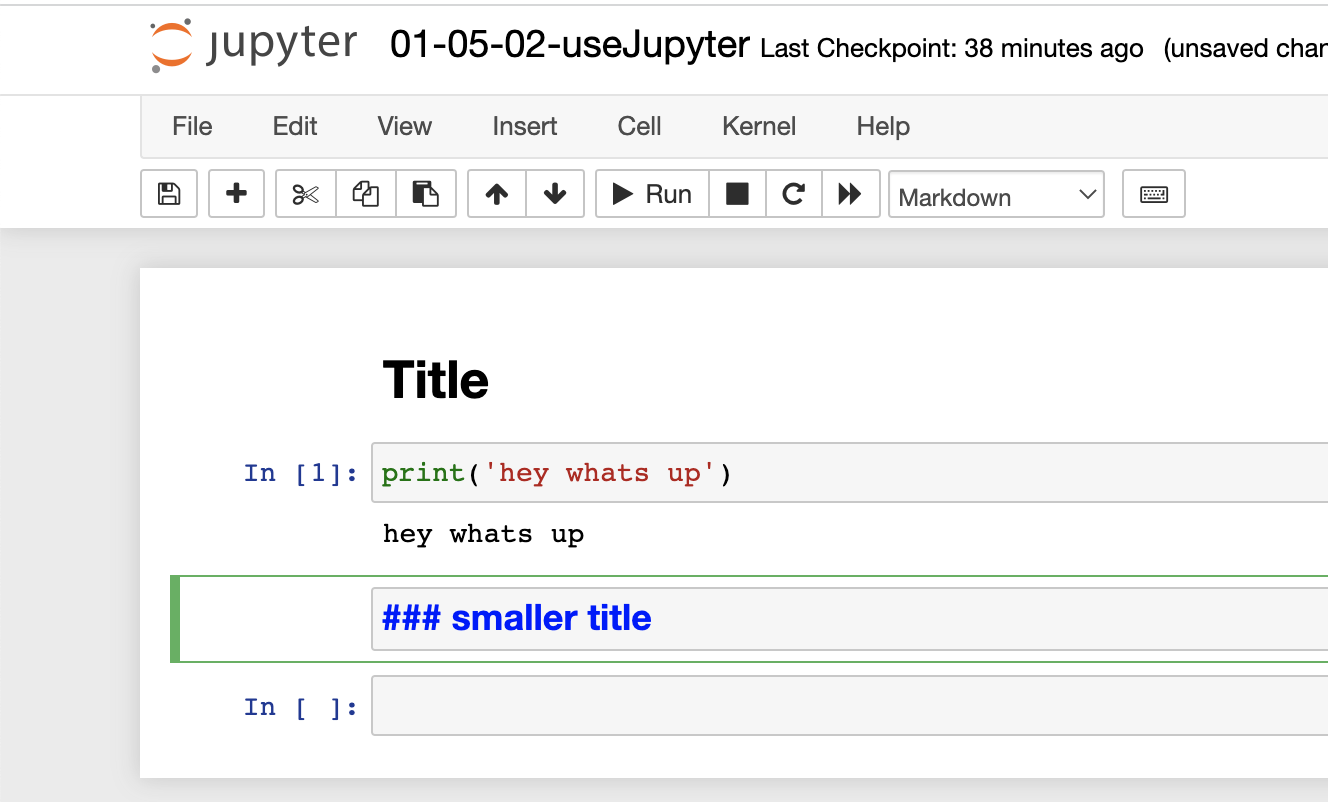 jupyter 01-05-02-useJupyter Last Checkpoint: 38 minutes ago (unsaved
File Edit View Insert Cell Kernel Help
Run Markdown
Title
In [1]: print('hey whats up')
hey whats up
### smaller title
In [ ]: